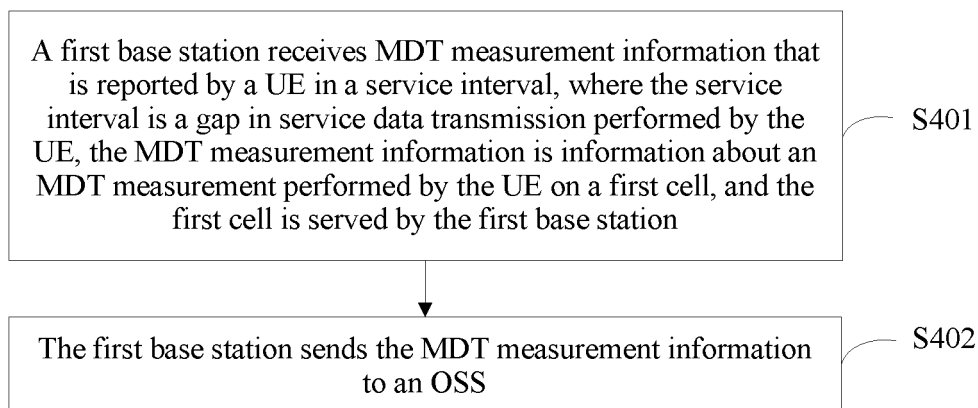 A first base station receives MDT measurement information that
is reported by a UE in a service interval, where the service
interval is a gap in service data transmission performed by the
UE, the MDT measurement information is information about an
MDT measurement performed by the UE on a first cell, and the
first cell is served by the first base station
S401
The first base station sends the MDT measurement information
to an OSS
S402